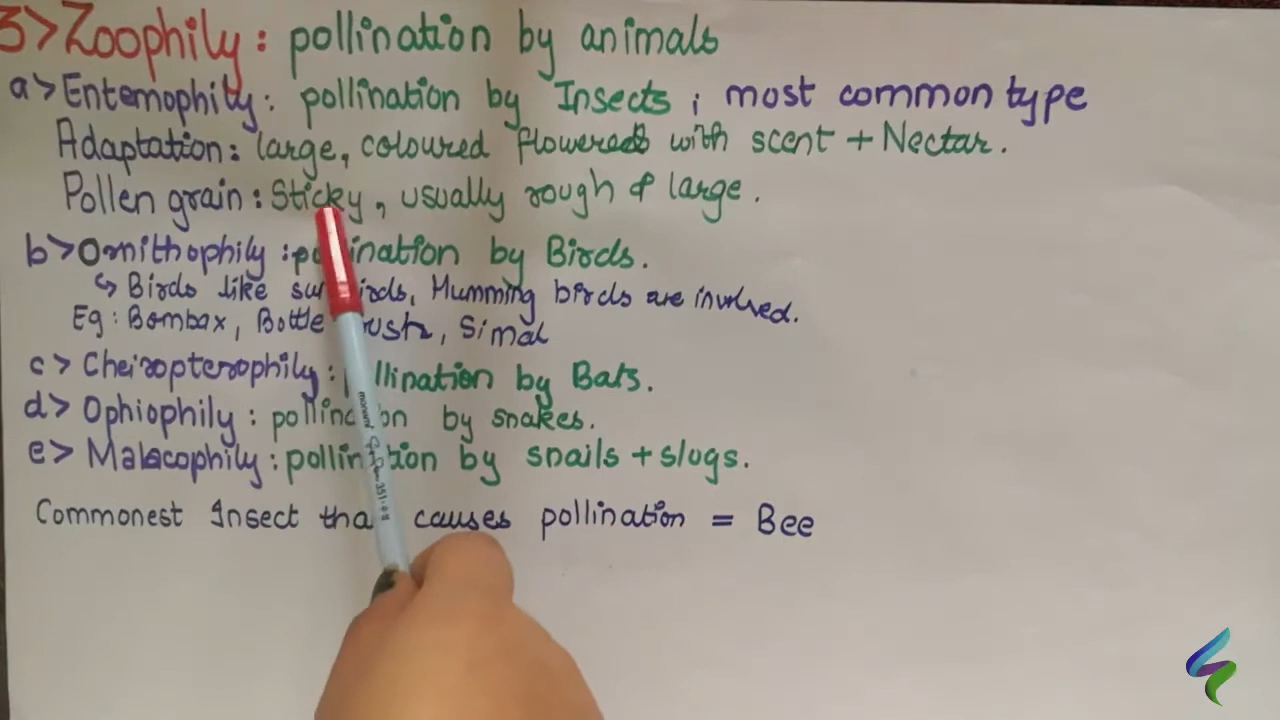 3> Zoophily: pollination by animals
a> Entemophity: pollination by Insects ; most common type
Adaptation: large, coloured flowered with scent + Nectar.
Pollen grain: Sticky, usually rough & large.
b> Ornithophily: pollination by Birds.
↳ Birds like sunbirds, Humming birds are involved.
Eg: Bombax, Bottle , Simal
c> Cheiropterophily: pollination by Bats.
d> Ophiophily: pollination by snakes.
e> Malacophily: pollination by snails + slugs.
Commonest Insect that causes pollination = Bee